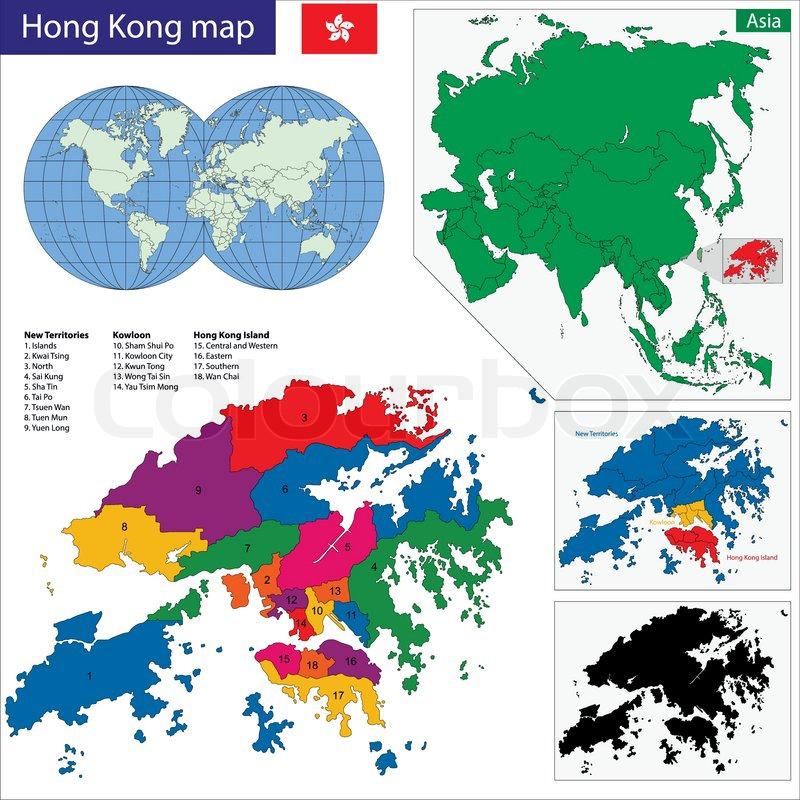 Hong Kong map
Asia
New Territories
1. Islands
2. Kwai Tsing
3. North
4. Sai Kung
5. Sha Tin
6. Tai Po
7. Tsuen Wan
8. Tuen Mun
9. Yuen Long
Kowloon
10. Sham Shui Po
11. Kowloon City
12. Kwun Tong
13. Wong Tai Sin
14. Yau Tsim Mong
Hong Kong Island
15. Central and Western
16. Eastern
17. Southern
18. Wan Chai
colourbox
3
9
6
8
7
5
4
2
13
12
10
11
14
1
15
18
16
17
New Territories
Kowloon
Hong Kong Island